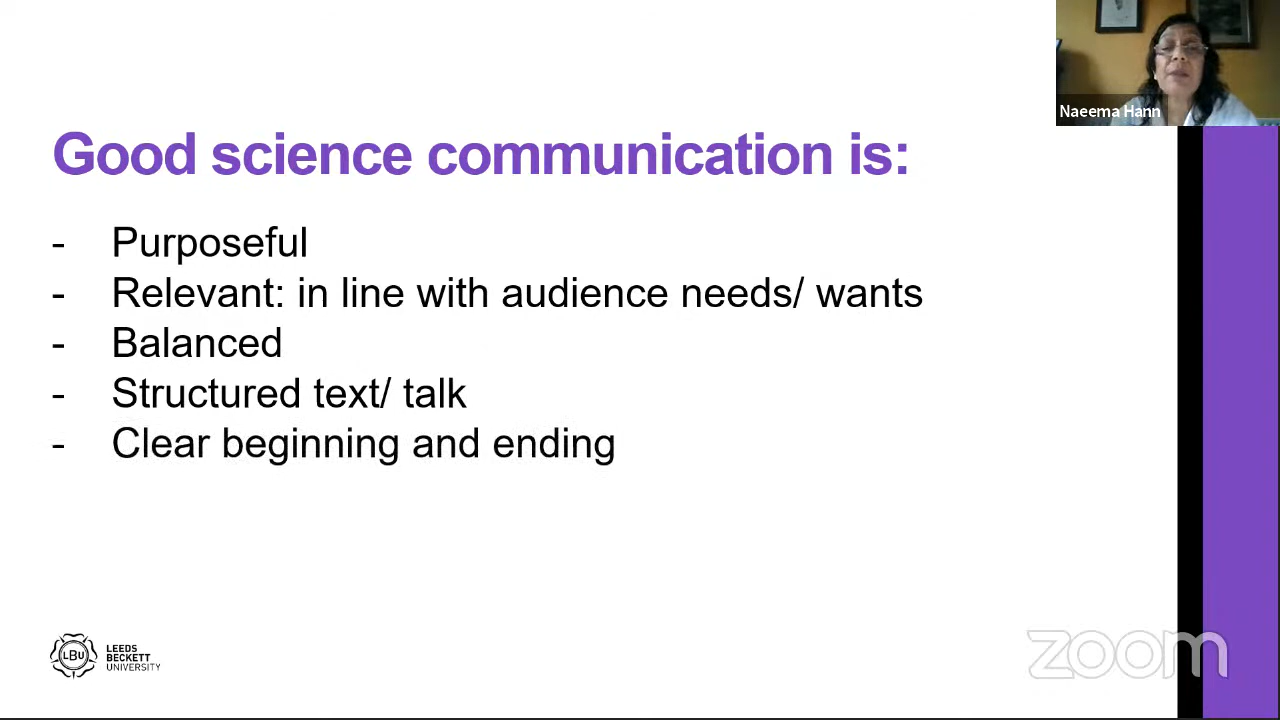 Naeema Hann
Good science communication is:
- Purposeful
- Relevant: in line with audience needs/ wants
- Balanced
- Structured text/ talk
- Clear beginning and ending
LBU
LEEDS
BECKETT
UNIVERSITY
zoom